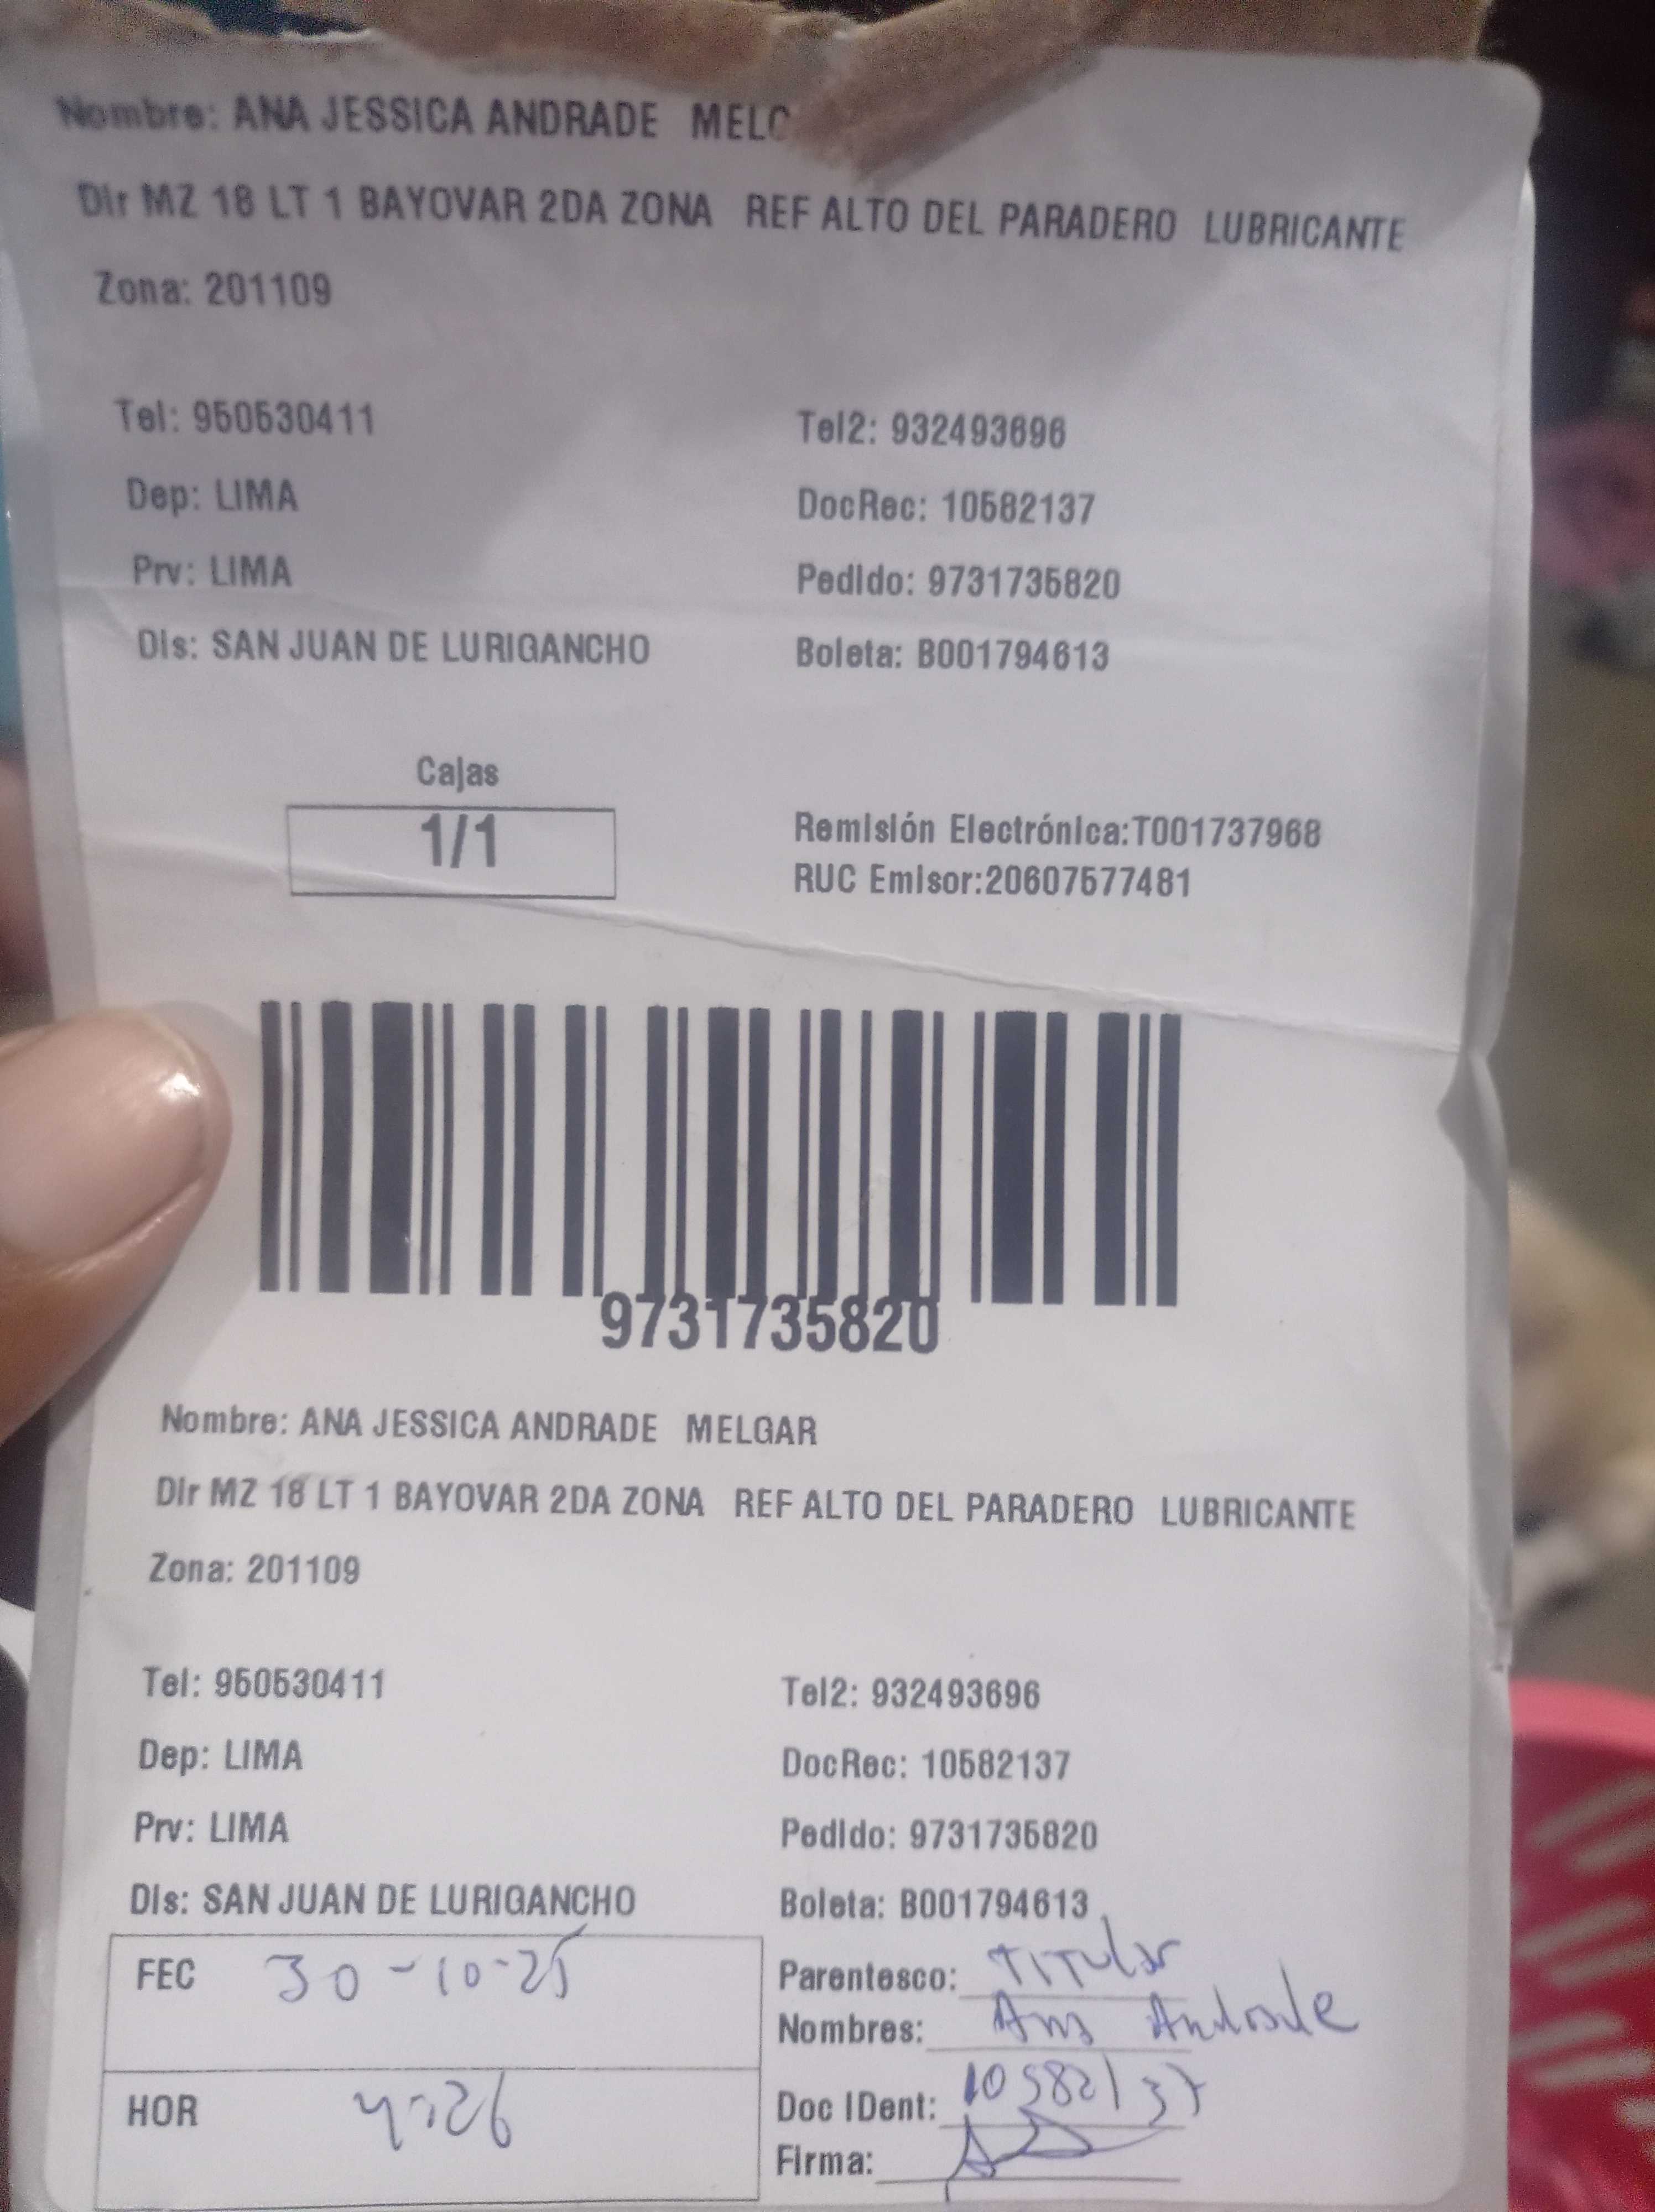 Nombre: ANA JESSICA ANDRADE MELG
Dir MZ 18 LT 1 BAYOVAR 2DA ZONA REF ALTO DEL PARADERO LUBRICANTE
Zona: 201109
Tel: 950530411 Tel2: 932493696
Dep: LIMA DocRec: 10582137
Prv: LIMA Pedido: 9731735820
Dis: SAN JUAN DE LURIGANCHO Boleta: B001794613
Cajas
1/1
Remisión Electrónica:T001737968
RUC Emisor:20607577481
9731735820
Nombre: ANA JESSICA ANDRADE MELGAR
Dir MZ 18 LT 1 BAYOVAR 2DA ZONA REF ALTO DEL PARADERO LUBRICANTE
Zona: 201109
Tel: 950530411 Tel2: 932493696
Dep: LIMA DocRec: 10582137
Prv: LIMA Pedido: 9731735820
Dis: SAN JUAN DE LURIGANCHO Boleta: B001794613
FEC 30-10-25 Parentesco: Titular
Nombres: Ana Andrade
HOR 4:26 Doc IDent: 10582137
Firma: